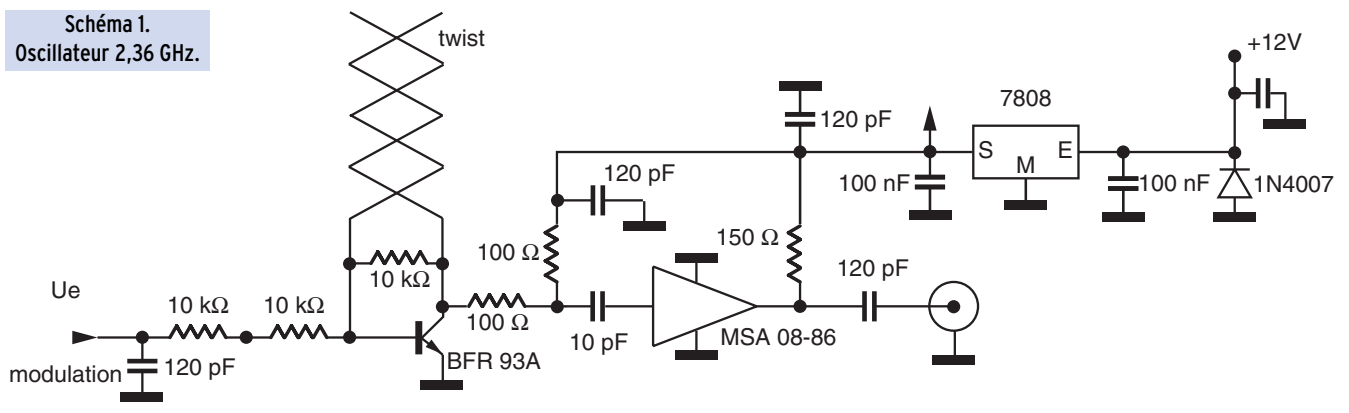 Schéma 1.
Oscillateur 2,36 GHz.
twist
+12V
7808
120 pF
S
E
M
120 pF
100 nF
100 nF
1N4007
100 Ω
150 Ω
10 kΩ
120 pF
Ue
10 kΩ
10 kΩ
100 Ω
10 pF
MSA 08-86
BFR 93A
modulation
120 pF